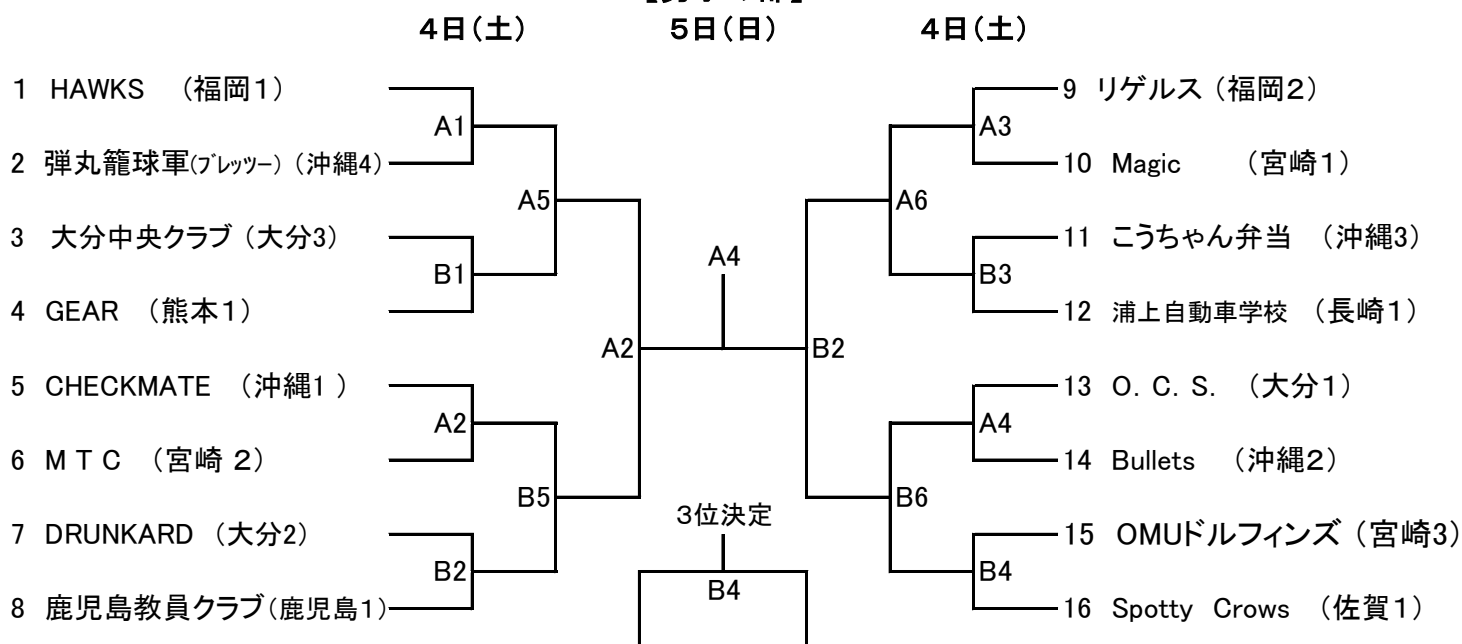 4日(土) 5日(日) 4日(土)
1 HAWKS (福岡1)
A1
2 弾丸籠球軍(ブレッツー) (沖縄4)
A5
3 大分中央クラブ (大分3)
B1
4 GEAR (熊本1)
A2
5 CHECKMATE (沖縄1 )
A2
6 M T C (宮崎 2)
B5
7 DRUNKARD (大分2)
B2
8 鹿児島教員クラブ(鹿児島1)
A4
3位決定
B4
9 リゲルス (福岡2)
A3
10 Magic (宮崎1)
A6
11 こうちゃん弁当 (沖縄3)
B3
12 浦上自動車学校 (長崎1)
B2
13 O. C. S. (大分1)
A4
14 Bullets (沖縄2)
B6
15 OMUドルフィンズ (宮崎3)
B4
16 Spotty Crows (佐賀1)